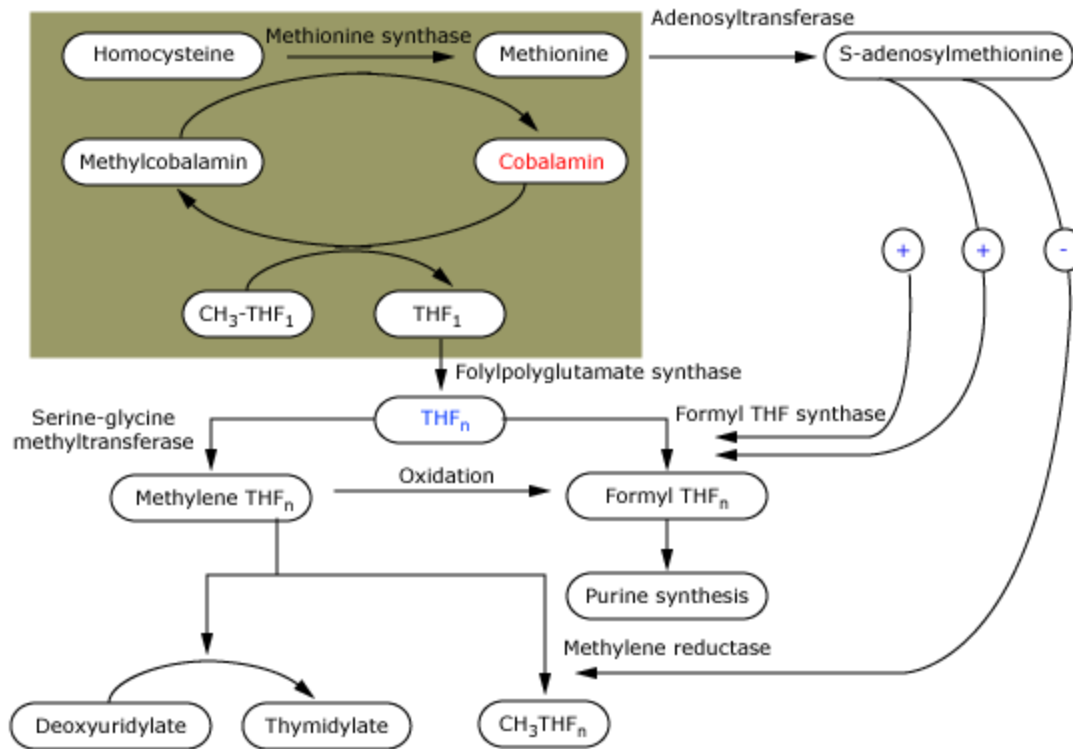 Adenosyltransferase
Homocysteine
Methionine synthase
Methionine
S-adenosylmethionine
Methylcobalamin
Cobalamin
+
+
-
CH3-THF1
THF1
Folylpolyglutamate synthase
Serine-glycine
methyltransferase
THFn
Formyl THF synthase
Methylene THFn
Oxidation
Formyl THFn
Purine synthesis
Methylene reductase
Deoxyuridylate
Thymidylate
CH3THFn